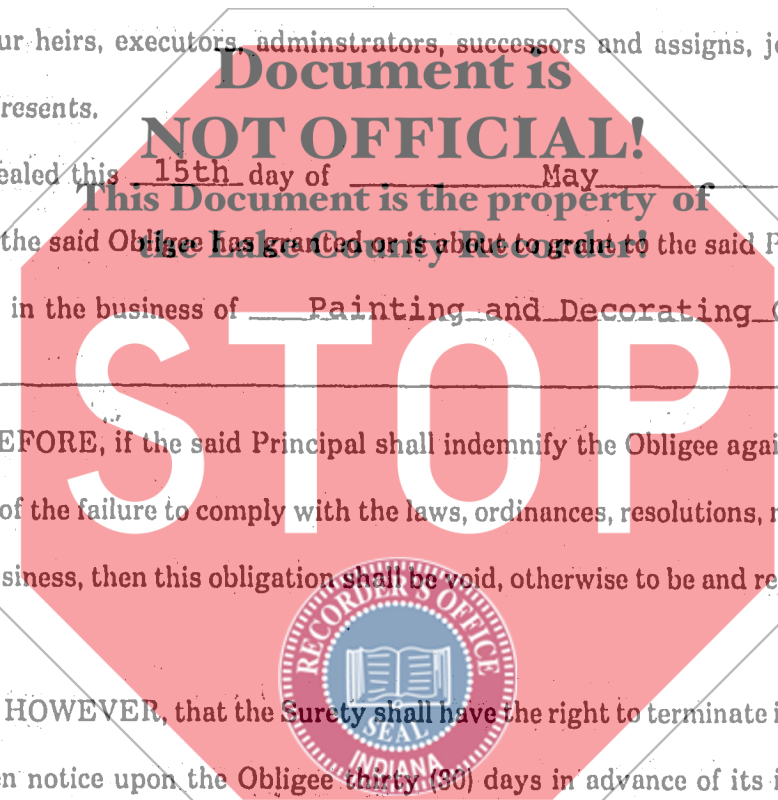 ur heirs, executors, adminstrators, successors and assigns, jo
Document is
resents.
NOT OFFICIAL!
ealed this 15th day of May
This Document is the property of
the said Obligee has granted or is about to grant to the said P
the Lake County Recorder!
in the business of Painting and Decorating C
STOP
EFORE, if the said Principal shall indemnify the Obligee agai
of the failure to comply with the laws, ordinances, resolutions, r
siness, then this obligation shall be void, otherwise to be and re
RECORDER'S OFFICE
SEAL
INDIANA
HOWEVER, that the Surety shall have the right to terminate i
en notice upon the Obligee thirty (30) days in advance of its i